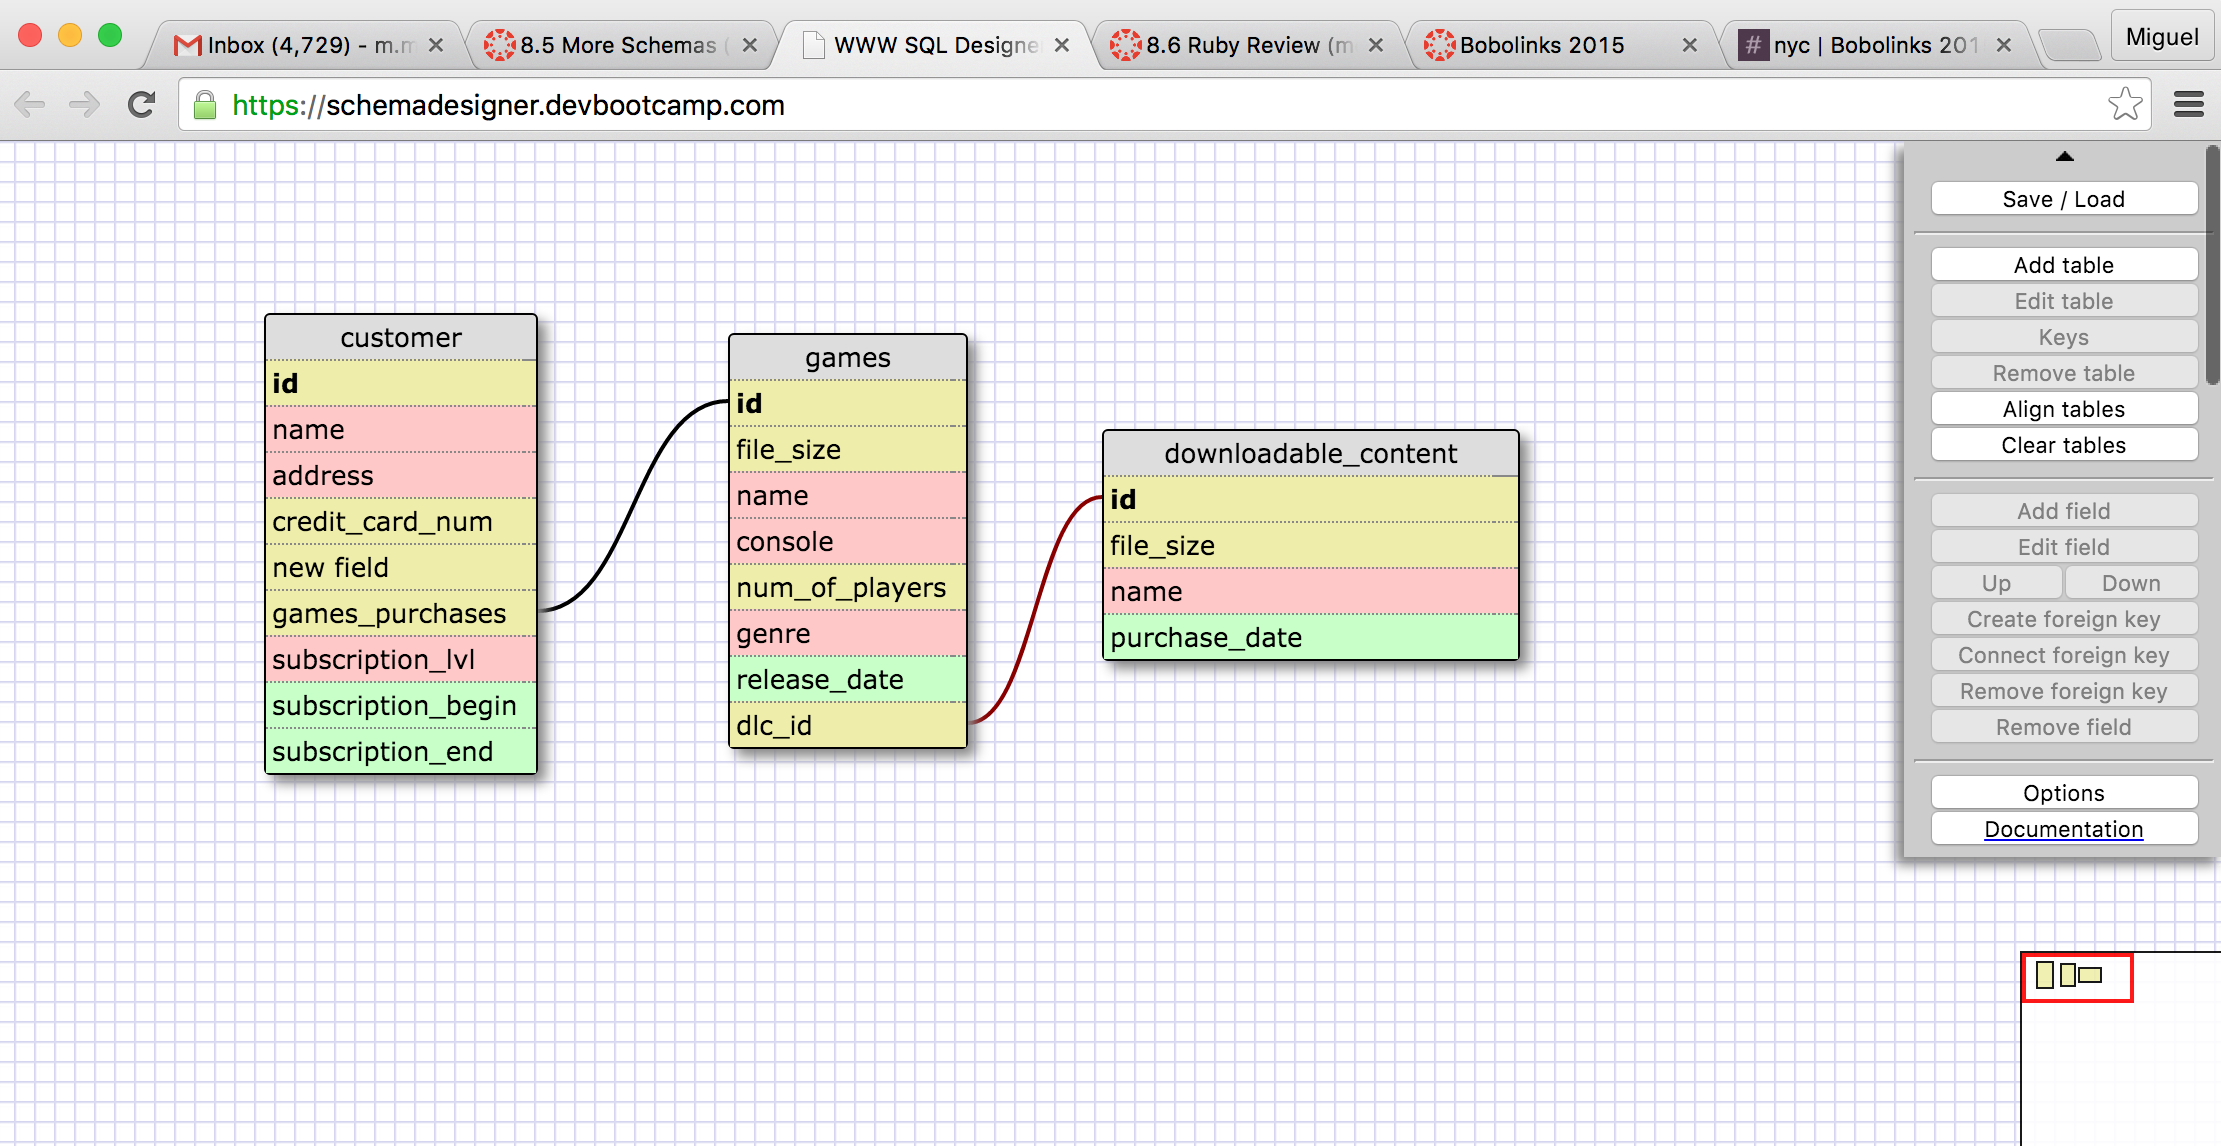 Inbox (4,729) - m.m
8.5 More Schemas (
WWW SQL Designe
8.6 Ruby Review (m
Bobolinks 2015
# nyc | Bobolinks 201
Miguel
https://schemadesigner.devbootcamp.com
customer
id
name
address
credit_card_num
new field
games_purchases
subscription_lvl
subscription_begin
subscription_end
games
id
file_size
name
console
num_of_players
genre
release_date
dlc_id
downloadable_content
id
file_size
name
purchase_date
Save / Load
Add table
Edit table
Keys
Remove table
Align tables
Clear tables
Add field
Edit field
Up Down
Create foreign key
Connect foreign key
Remove foreign key
Remove field
Options
Documentation